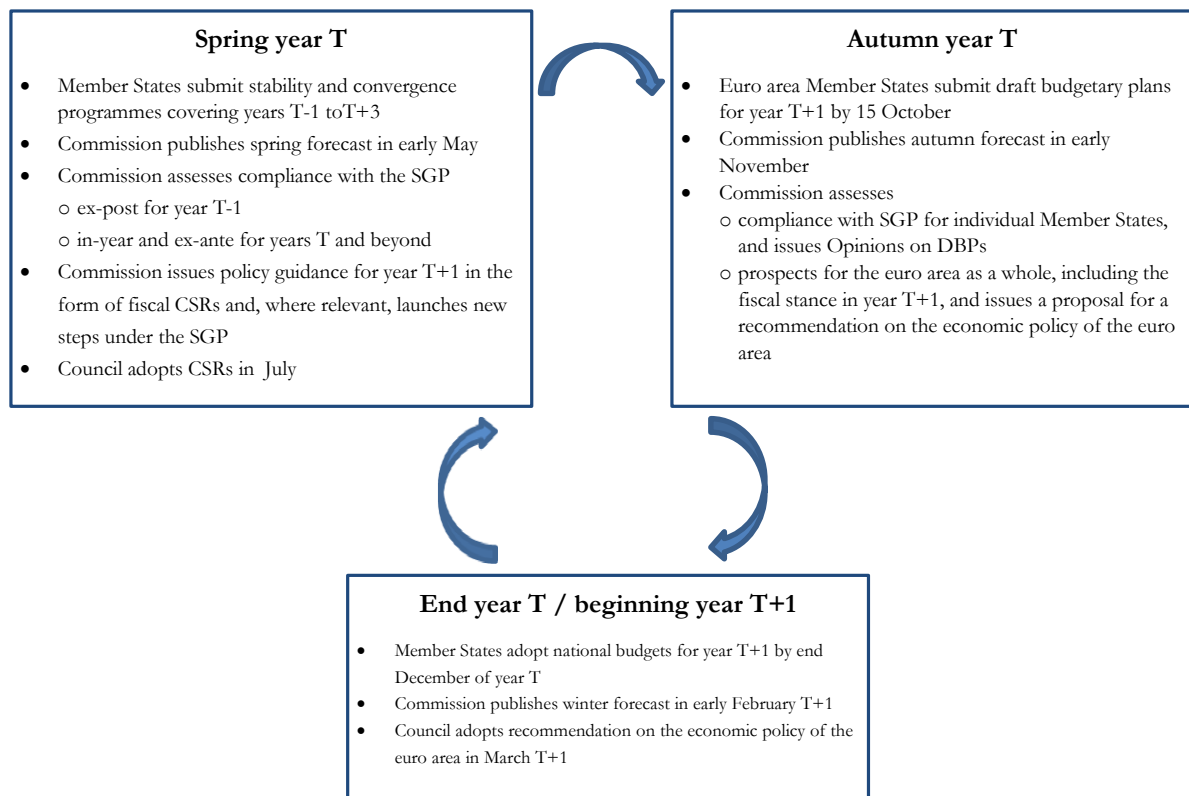 Spring year T
• Member States submit stability and convergence
programmes covering years T-1 toT+3
• Commission publishes spring forecast in early May
• Commission assesses compliance with the SGP
o ex-post for year T-1
o in-year and ex-ante for years T and beyond
• Commission issues policy guidance for year T+1 in the
form of fiscal CSRs and, where relevant, launches new
steps under the SGP
• Council adopts CSRs in July
Autumn year T
• Euro area Member States submit draft budgetary plans
for year T+1 by 15 October
• Commission publishes autumn forecast in early
November
• Commission assesses
o compliance with SGP for individual Member States,
and issues Opinions on DBPs
o prospects for the euro area as a whole, including the
fiscal stance in year T+1, and issues a proposal for a
recommendation on the economic policy of the euro
area
End year T / beginning year T+1
• Member States adopt national budgets for year T+1 by end
December of year T
• Commission publishes winter forecast in early February T+1
• Council adopts recommendation on the economic policy of the
euro area in March T+1